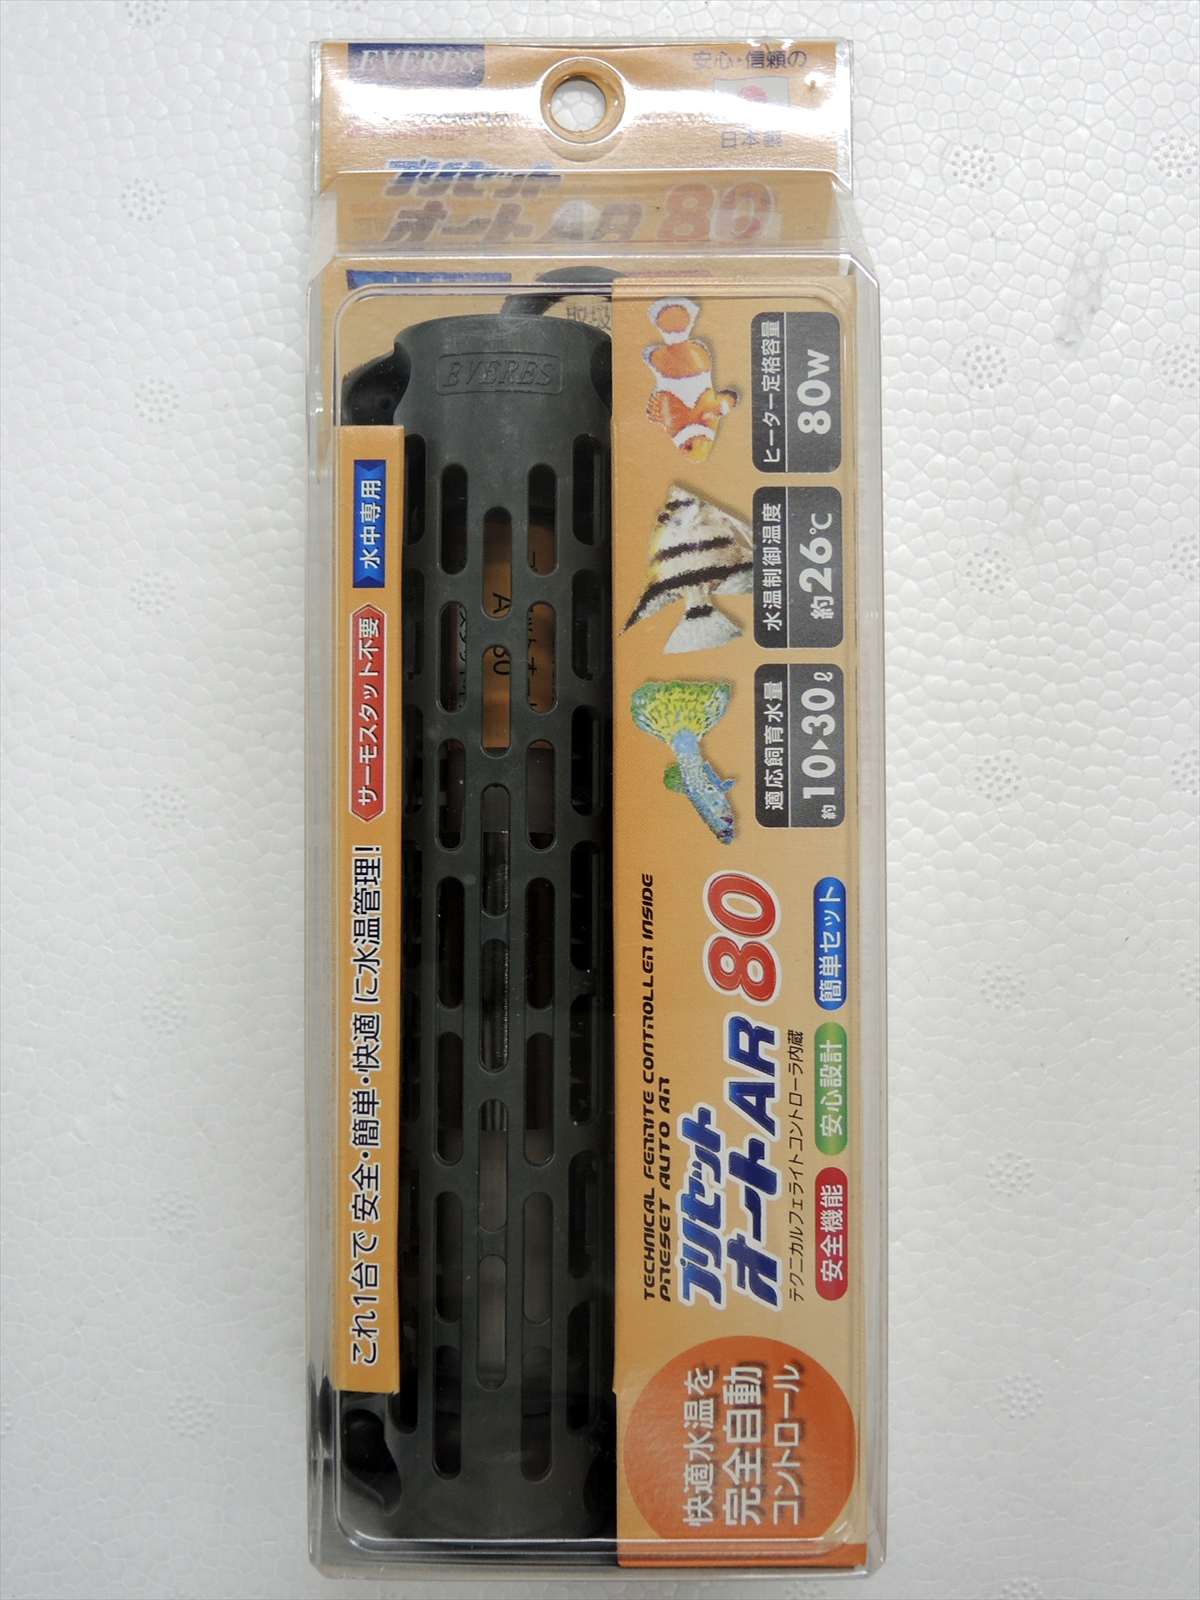 EVERES
安心・信頼の
日本製
プリセット
オートAR 80
EVERES
これ1台で 安全・簡単・快適 に水温管理!
サーモスタット不要
水中専用
ヒーター定格容量
80W
水温制御温度
約26℃
適応飼育水量
約10▶30ℓ
TECHNICAL FERRITE CONTROLLER INSIDE
PRESET AUTO AR
プリセット
オートAR 80
テクニカルフェライトコントローラ内蔵
安全機能
安心設計
簡単セット
快適水温を
完全自動
コントロール